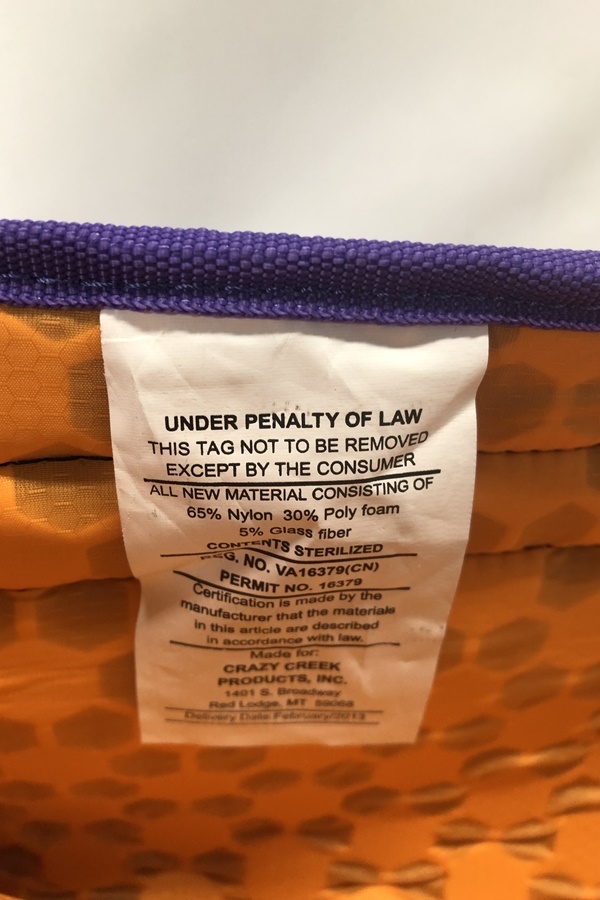 UNDER PENALTY OF LAW
THIS TAG NOT TO BE REMOVED
EXCEPT BY THE CONSUMER
ALL NEW MATERIAL CONSISTING OF
65% Nylon 30% Poly foam
5% Glass fiber
CONTENTS STERILIZED
REG. NO. VA16379(CN)
PERMIT NO. 16379
Certification is made by the
manufacturer that the materials
in this article are described
in accordance with law.
Made for:
CRAZY CREEK
PRODUCTS, INC.
1401 S. Broadway
Red Lodge, MT 59068
Delivery Date:February/2013